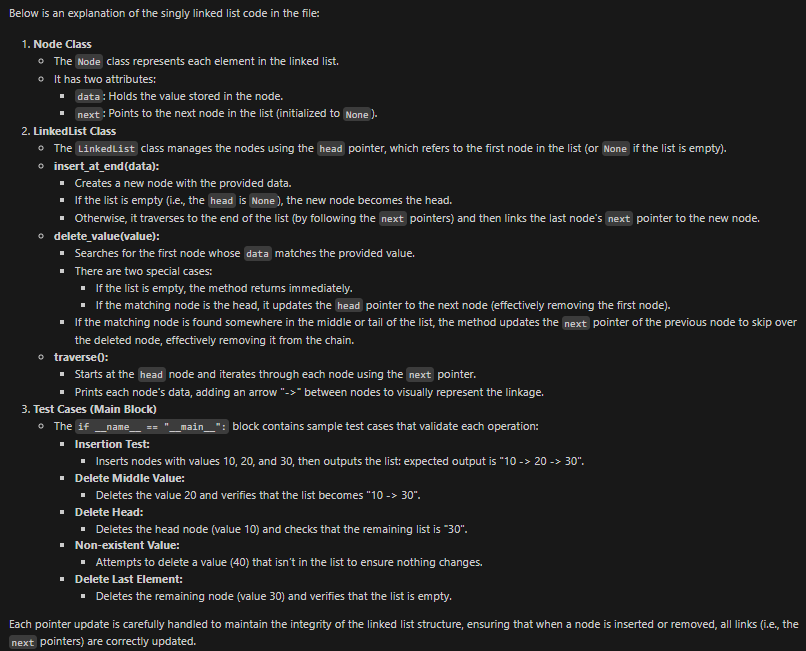 Below is an explanation of the singly linked list code in the file:
1. Node Class
The Node class represents each element in the linked list.
It has two attributes:
data: Holds the value stored in the node.
next: Points to the next node in the list (initialized to None).
2. LinkedList Class
The LinkedList class manages the nodes using the head pointer, which refers to the first node in the list (or None if the list is empty).
insert_at_end(data):
Creates a new node with the provided data.
If the list is empty (i.e., the head is None), the new node becomes the head.
Otherwise, it traverses to the end of the list (by following the next pointers) and then links the last node's next pointer to the new node.
delete_value(value):
Searches for the first node whose data matches the provided value.
There are two special cases:
If the list is empty, the method returns immediately.
If the matching node is the head, it updates the head pointer to the next node (effectively removing the first node).
If the matching node is found somewhere in the middle or tail of the list, the method updates the next pointer of the previous node to skip over
the deleted node, effectively removing it from the chain.
traverse():
Starts at the head node and iterates through each node using the next pointer.
Prints each node's data, adding an arrow "->" between nodes to visually represent the linkage.
3. Test Cases (Main Block)
The if __name__ == "__main__": block contains sample test cases that validate each operation:
Insertion Test:
Inserts nodes with values 10, 20, and 30, then outputs the list: expected output is "10 -> 20 -> 30".
Delete Middle Value:
Deletes the value 20 and verifies that the list becomes "10 -> 30".
Delete Head:
Deletes the head node (value 10) and checks that the remaining list is "30".
Non-existent Value:
Attempts to delete a value (40) that isn't in the list to ensure nothing changes.
Delete Last Element:
Deletes the remaining node (value 30) and verifies that the list is empty.
Each pointer update is carefully handled to maintain the integrity of the linked list structure, ensuring that when a node is inserted or removed, all links (i.e., the
next pointers) are correctly updated.